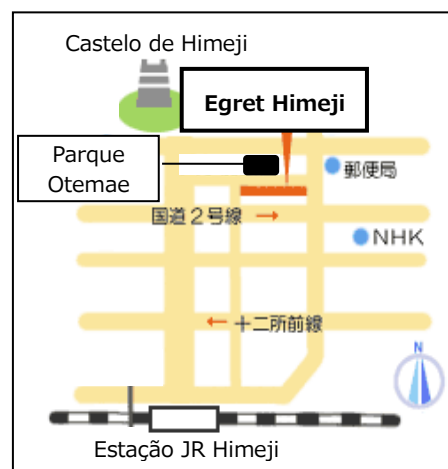 Castelo de Himeji
Egret Himeji
Parque
Otemae
郵便局
国道2号線 →
NHK
← 十二所前線
N
Estação JR Himeji